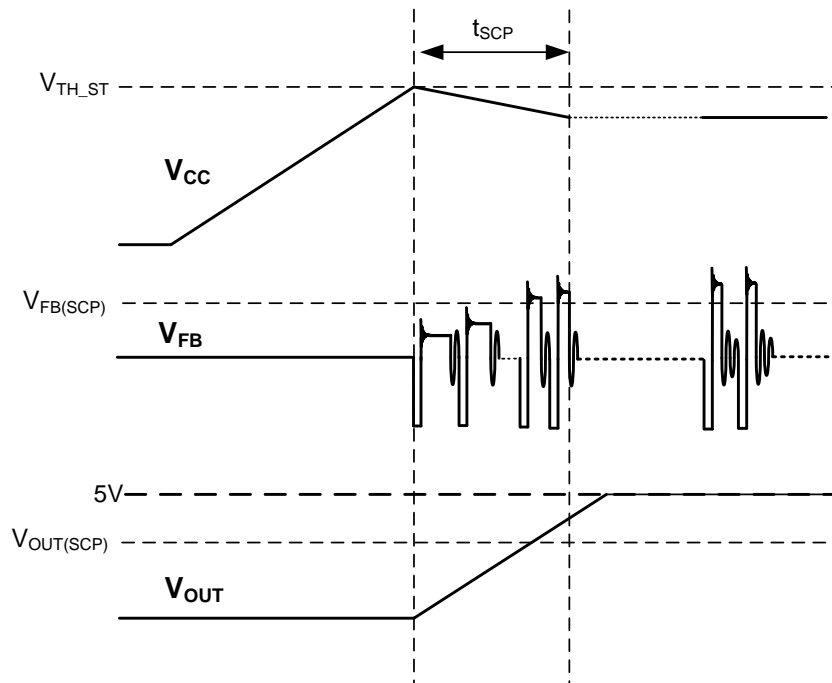 tSCP
VTH_ST
VCC
VFB(SCP)
VFB
5V
VOUT(SCP)
VOUT